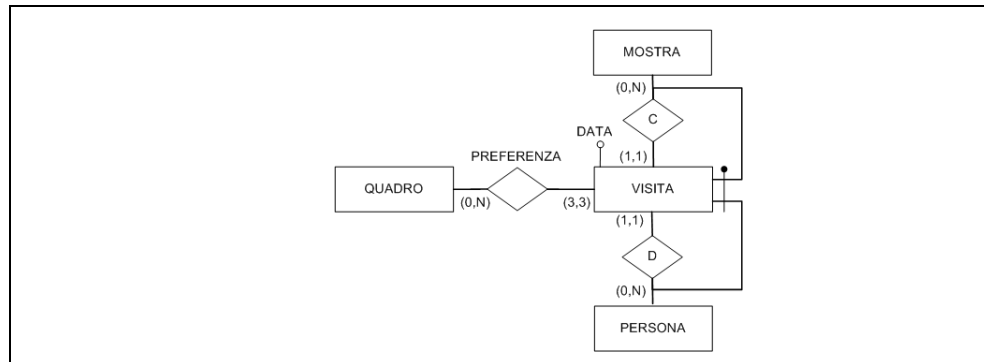 MOSTRA
(0,N)
C
DATA
(1,1)
PREFERENZA
QUADRO
VISITA
(0,N)
(3,3)
(1,1)
D
(0,N)
PERSONA